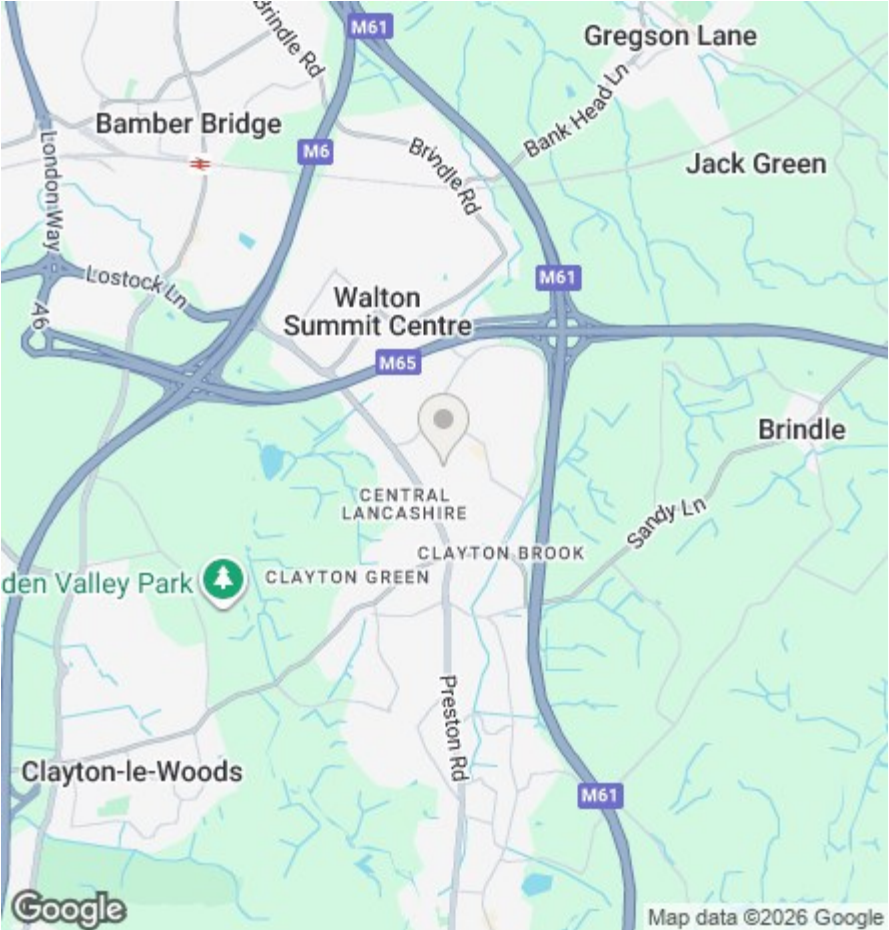 M61
Gregson Lane
Brindle Rd
Bank Head Ln
Bamber Bridge
M6
Brindle Rd
Jack Green
London Way
M61
Lostock Ln
Walton
Summit Centre
A6
M65
Brindle
CENTRAL
LANCASHIRE
Sandy Ln
CLAYTON BROOK
CLAYTON GREEN
den Valley Park
Preston Rd
Clayton-le-Woods
M61
Google
Map data ©2026 Google